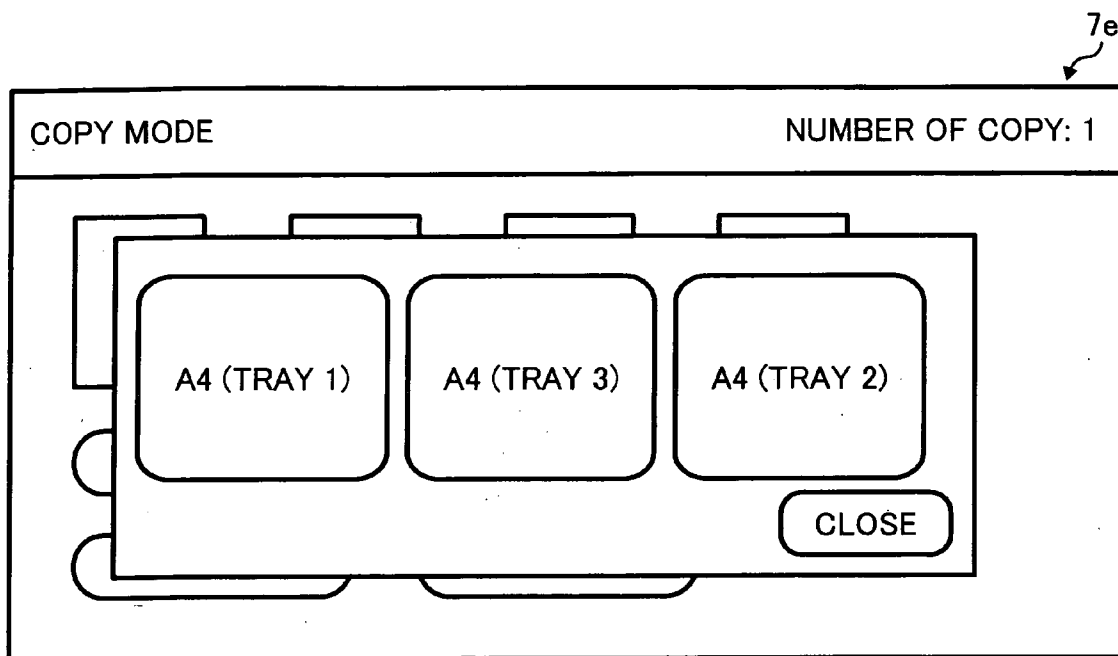 7e
COPY MODE
NUMBER OF COPY: 1
A4 (TRAY 1)
A4 (TRAY 3)
A4 (TRAY 2)
CLOSE